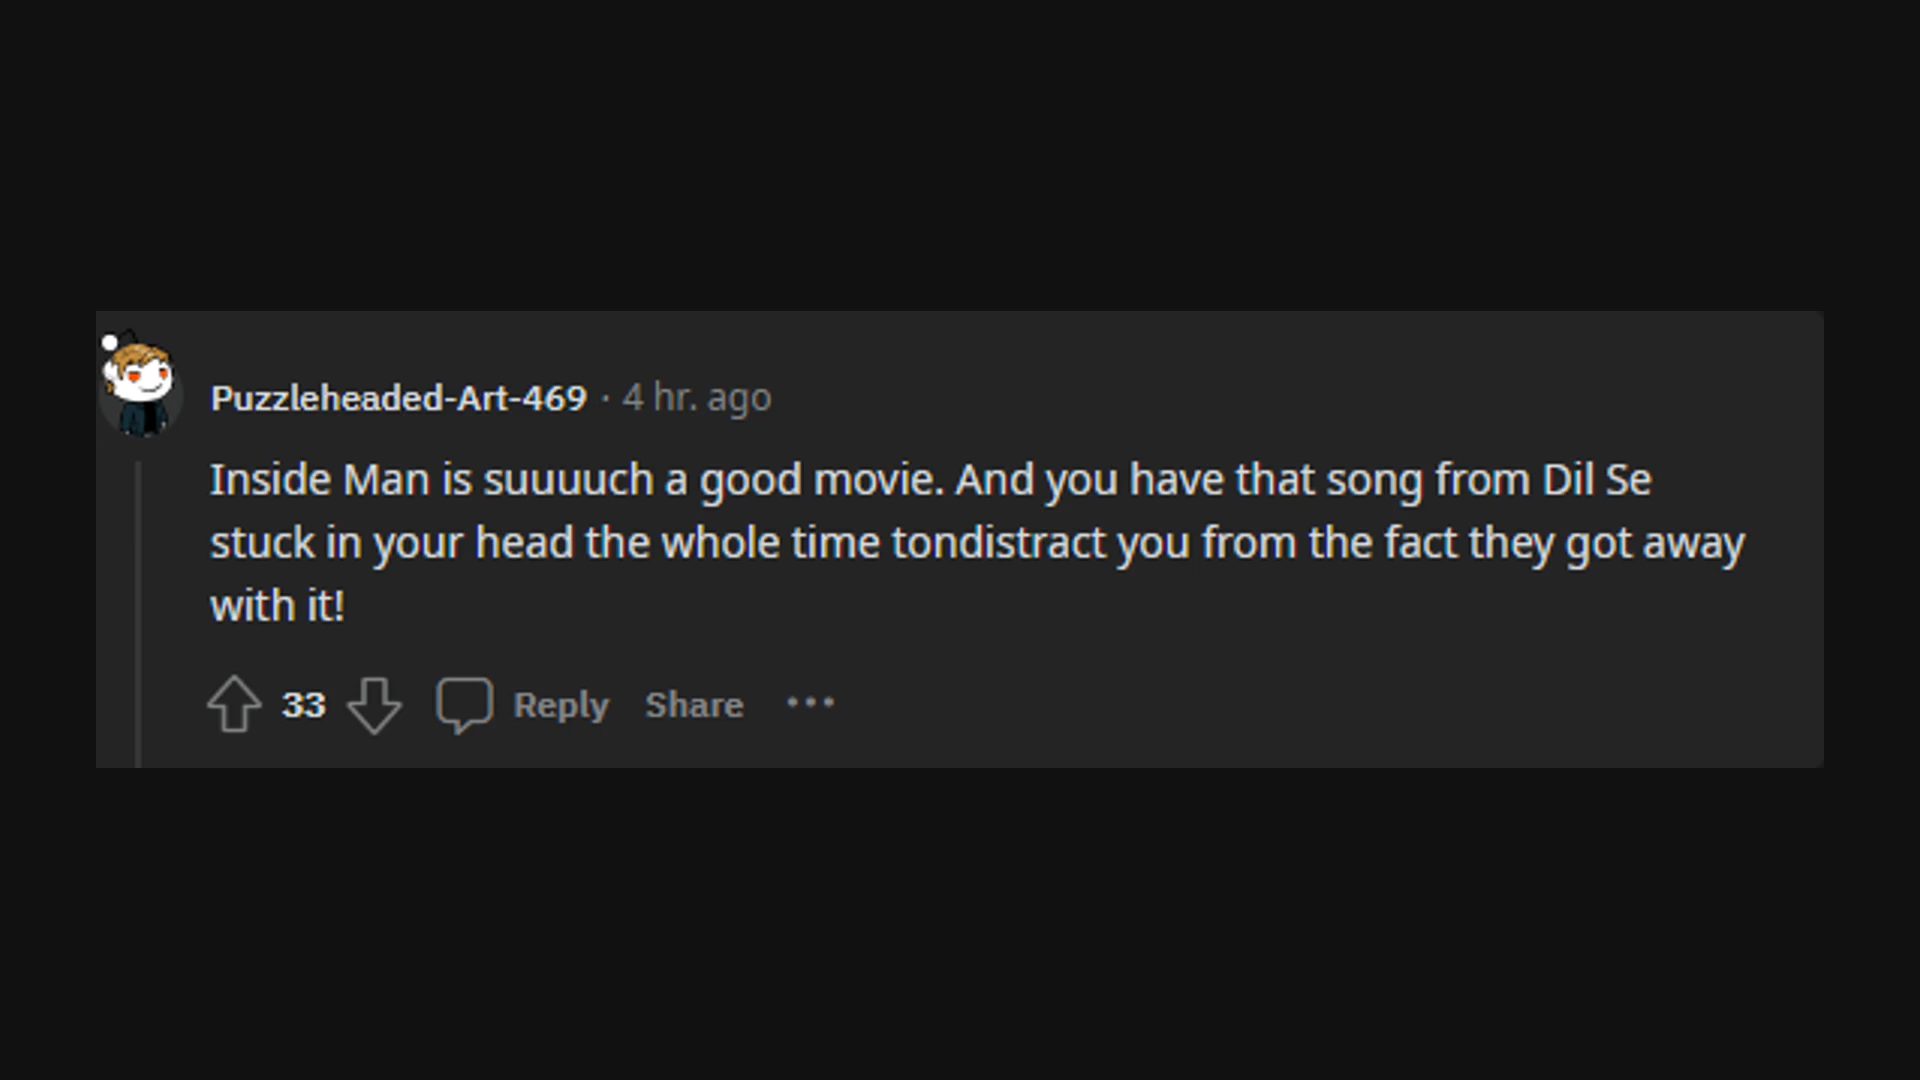 Puzzleheaded-Art-469 · 4 hr. ago
Inside Man is suuuuch a good movie. And you have that song from Dil Se
stuck in your head the whole time tondistract you from the fact they got away
with it!
33 Reply Share ···